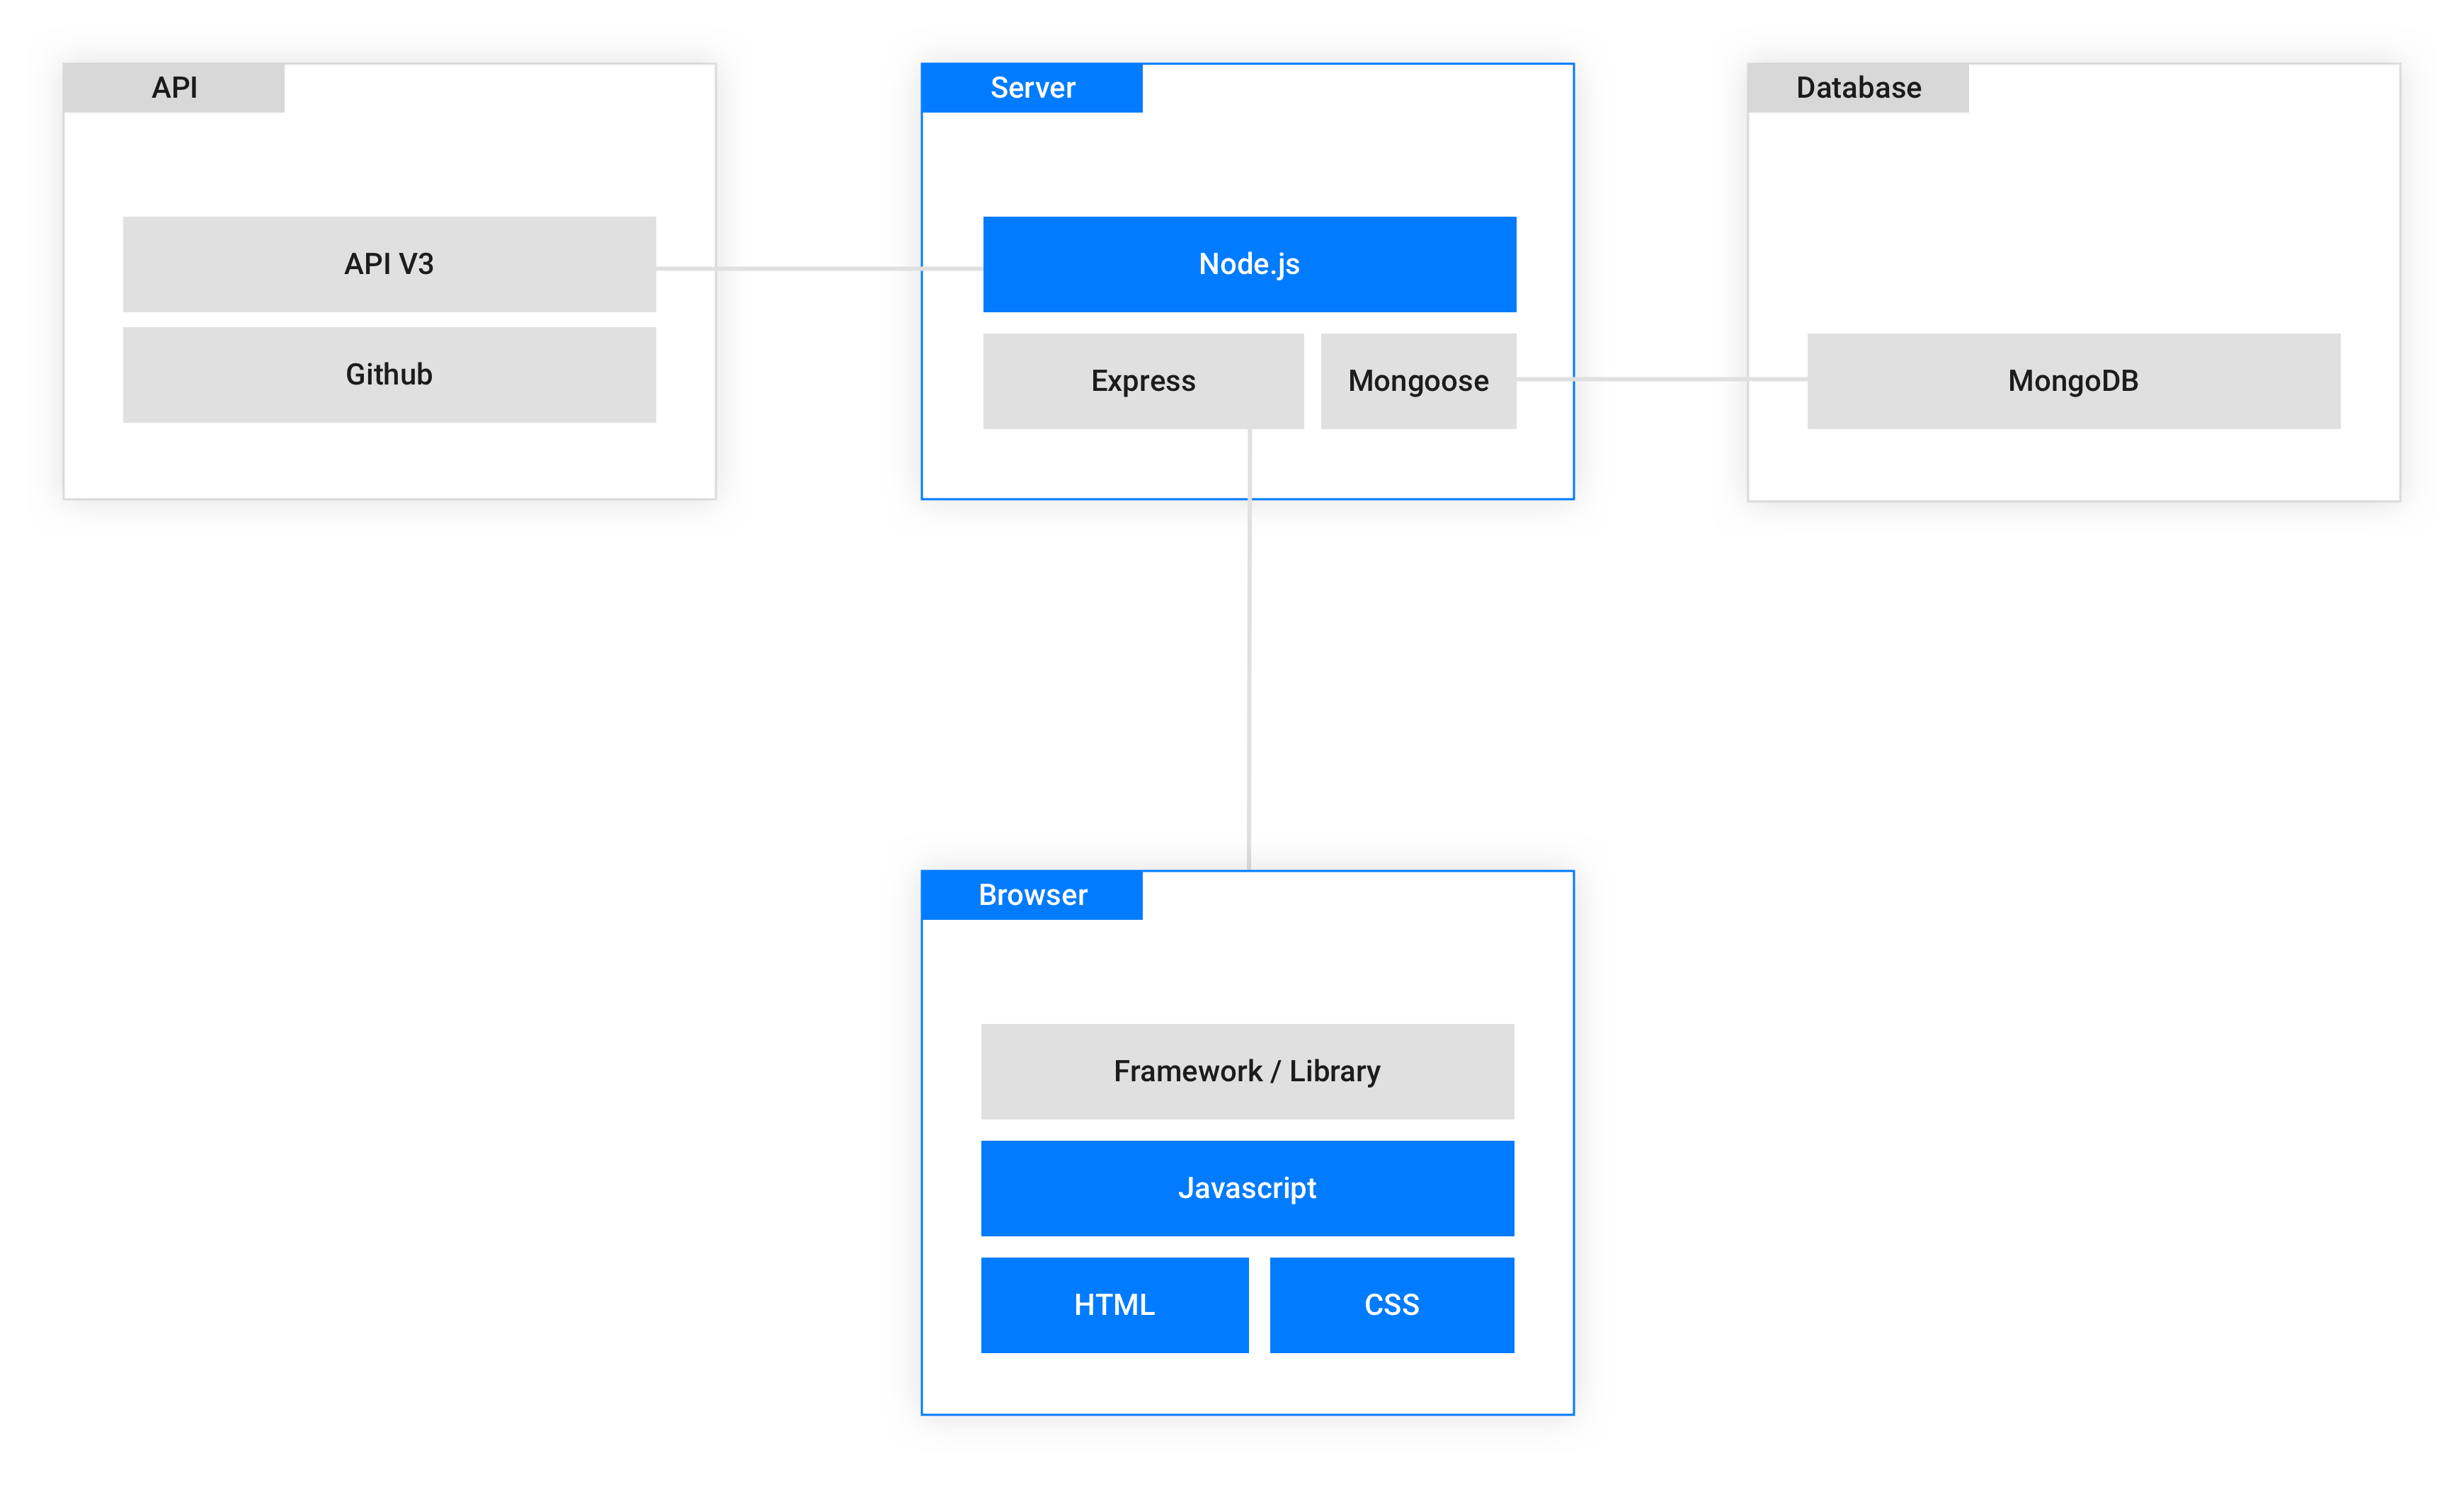 API
API V3
Github
Server
Node.js
Express
Mongoose
Database
MongoDB
Browser
Framework / Library
Javascript
HTML
CSS